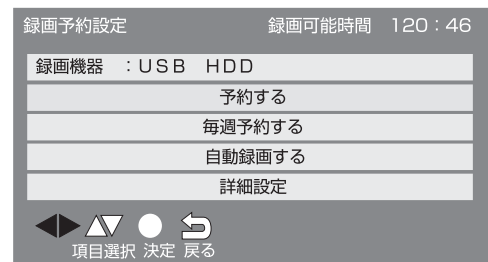 録画予約設定　録画可能時間　120：46
録画機器　：USB　HDD
予約する
毎週予約する
自動録画する
詳細設定
項目選択 決定 戻る